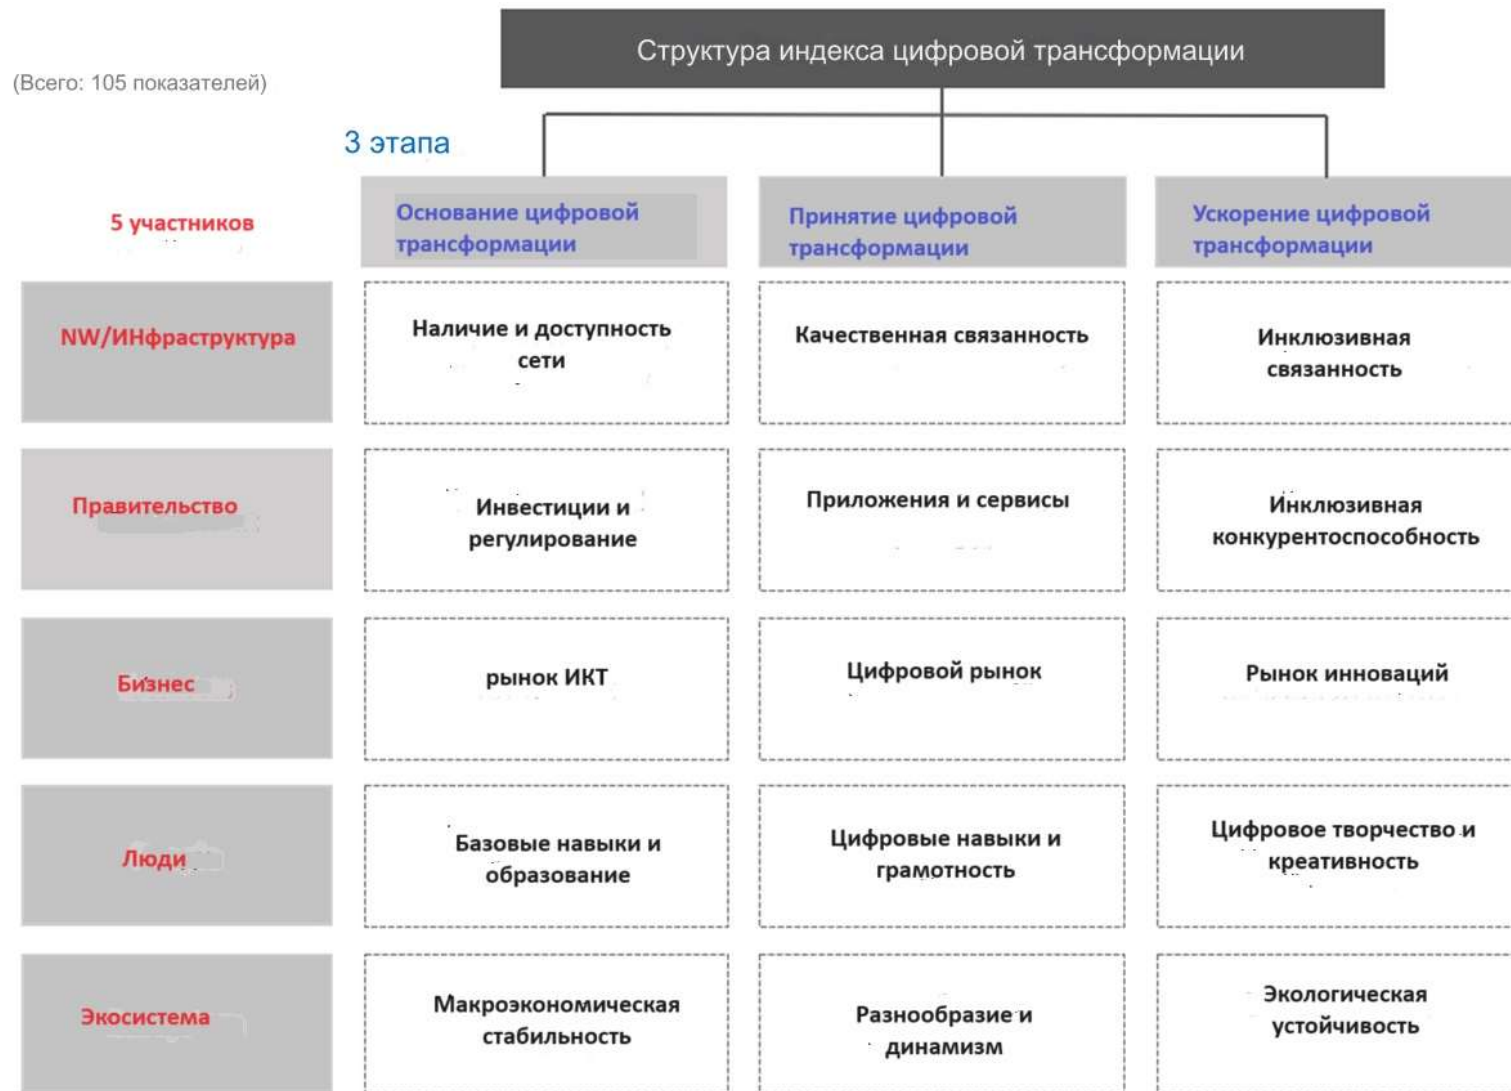 Структура индекса цифровой трансформации
(Всего: 105 показателей)
3 этапа
5 участников
Основание цифровой
трансформации
Принятие цифровой
трансформации
Ускорение цифровой
трансформации
NW/ИНфраструктура
Наличие и доступность
сети
Качественная связанность
Инклюзивная
связанность
Правительство
Инвестиции и
регулирование
Приложения и сервисы
Инклюзивная
конкурентоспособность
Бизнес
рынок ИКТ
Цифровой рынок
Рынок инноваций
Люди
Базовые навыки и
образование
Цифровые навыки и
грамотность
Цифровое творчество и
креативность
Экосистема
Макроэкономическая
стабильность
Разнообразие и
динамизм
Экологическая
устойчивость